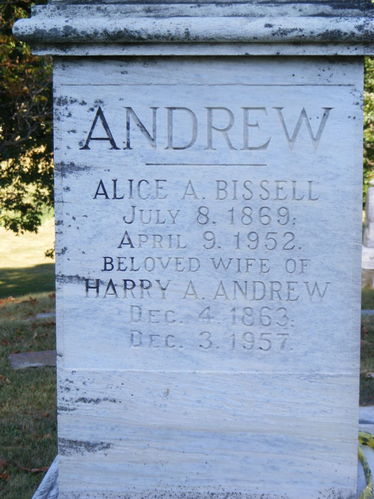 ANDREW
ALICE A. BISSELL
JULY 8, 1869;
APRIL 9, 1952.
BELOVED WIFE OF
HARRY A. ANDREW
DEC. 4, 1863;
DEC. 3, 1957.